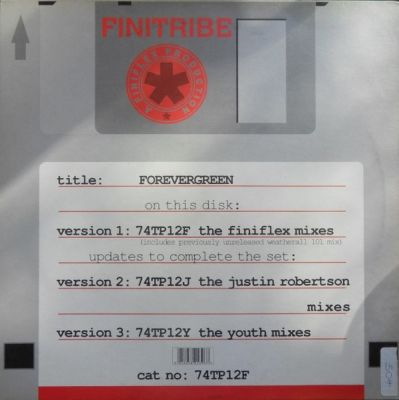 FINITRIBE
A FINIFLEX PRODUCTION
title: FOREVERGREEN
on this disk:
version 1: 74TP12F the finiflex mixes
(includes previously unreleased weatherall 101 mix)
updates to complete the set:
version 2: 74TP12J the justin robertson
mixes
version 3: 74TP12Y the youth mixes
cat no: 74TP12F